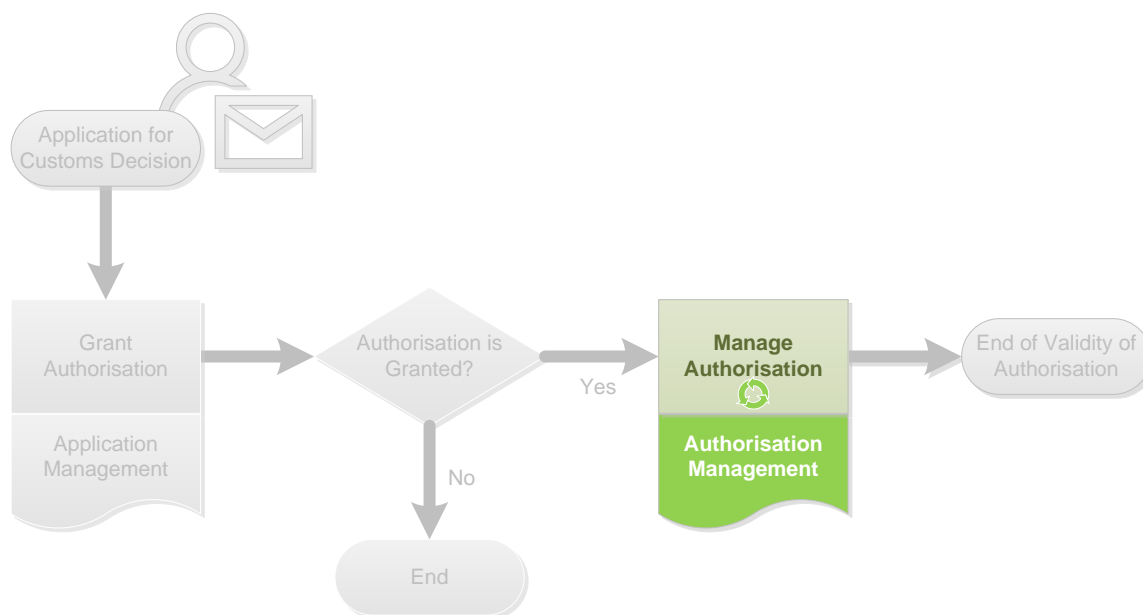 Application for
Customs Decision
Grant
Authorisation
Application
Management
Authorisation is
Granted?
Yes
No
End
Manage
Authorisation
Authorisation
Management
End of Validity of
Authorisation